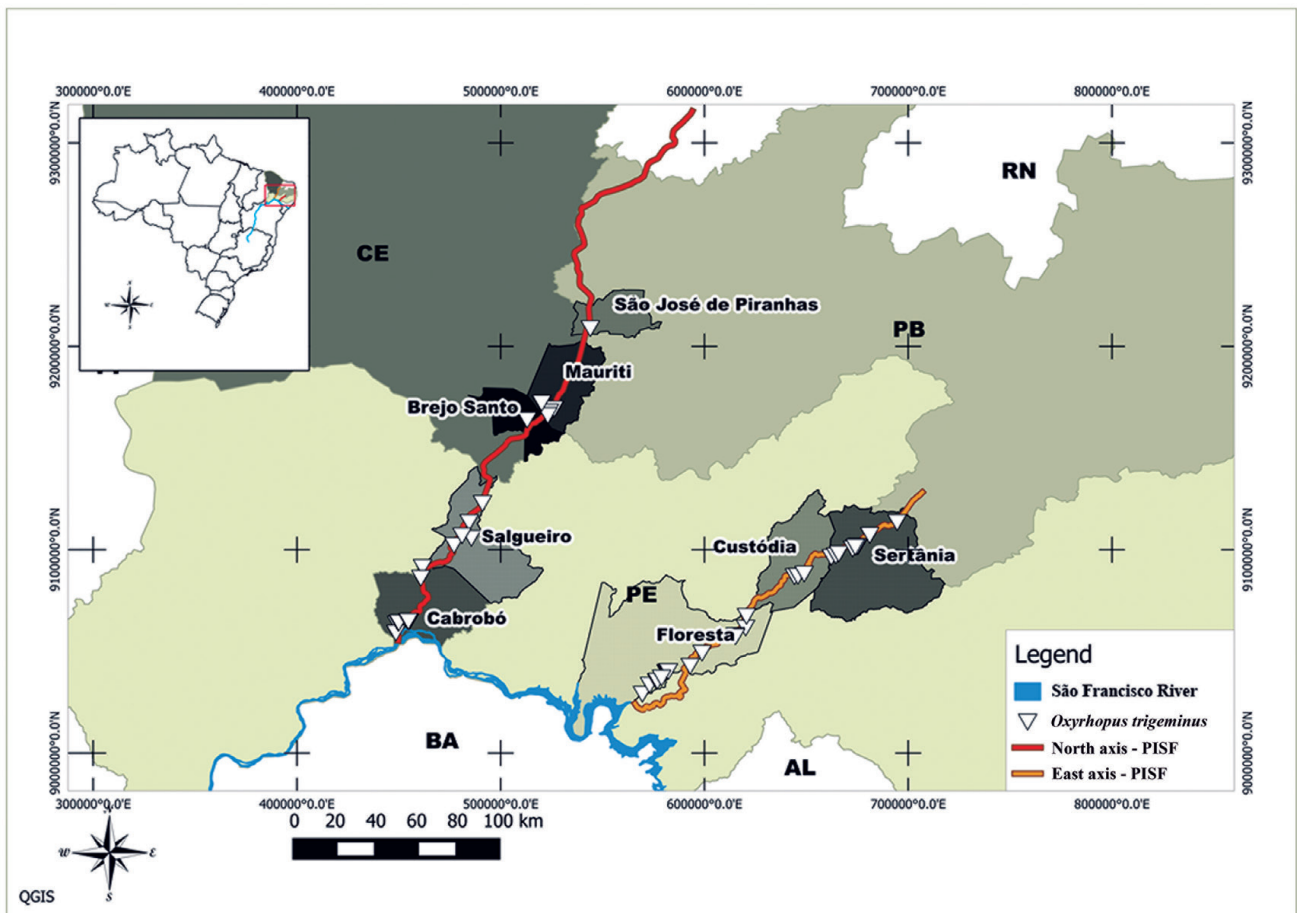 300000°0.0'E 400000°0.0'E 500000°0.0'E 600000°0.0'E 700000°0.0'E 800000°0.0'E
9300000°0.0'N 9300000°0.0'N
RN
CE
São José de Piranhas
PB
9200000°0.0'N 9200000°0.0'N
Mauriti
Brejo Santo
Salgueiro
Custódia
Sertânia
9100000°0.0'N 9100000°0.0'N
PE
Cabrobó
Floresta
Legend
São Francisco River
Oxyrhopus trigeminus
North axis - PISF
East axis - PISF
BA
AL
9000000°0.0'N 9000000°0.0'N
300000°0.0'E 400000°0.0'E 500000°0.0'E 600000°0.0'E 700000°0.0'E 800000°0.0'E
0 20 40 60 80 100 km
N
W E
S
QGIS